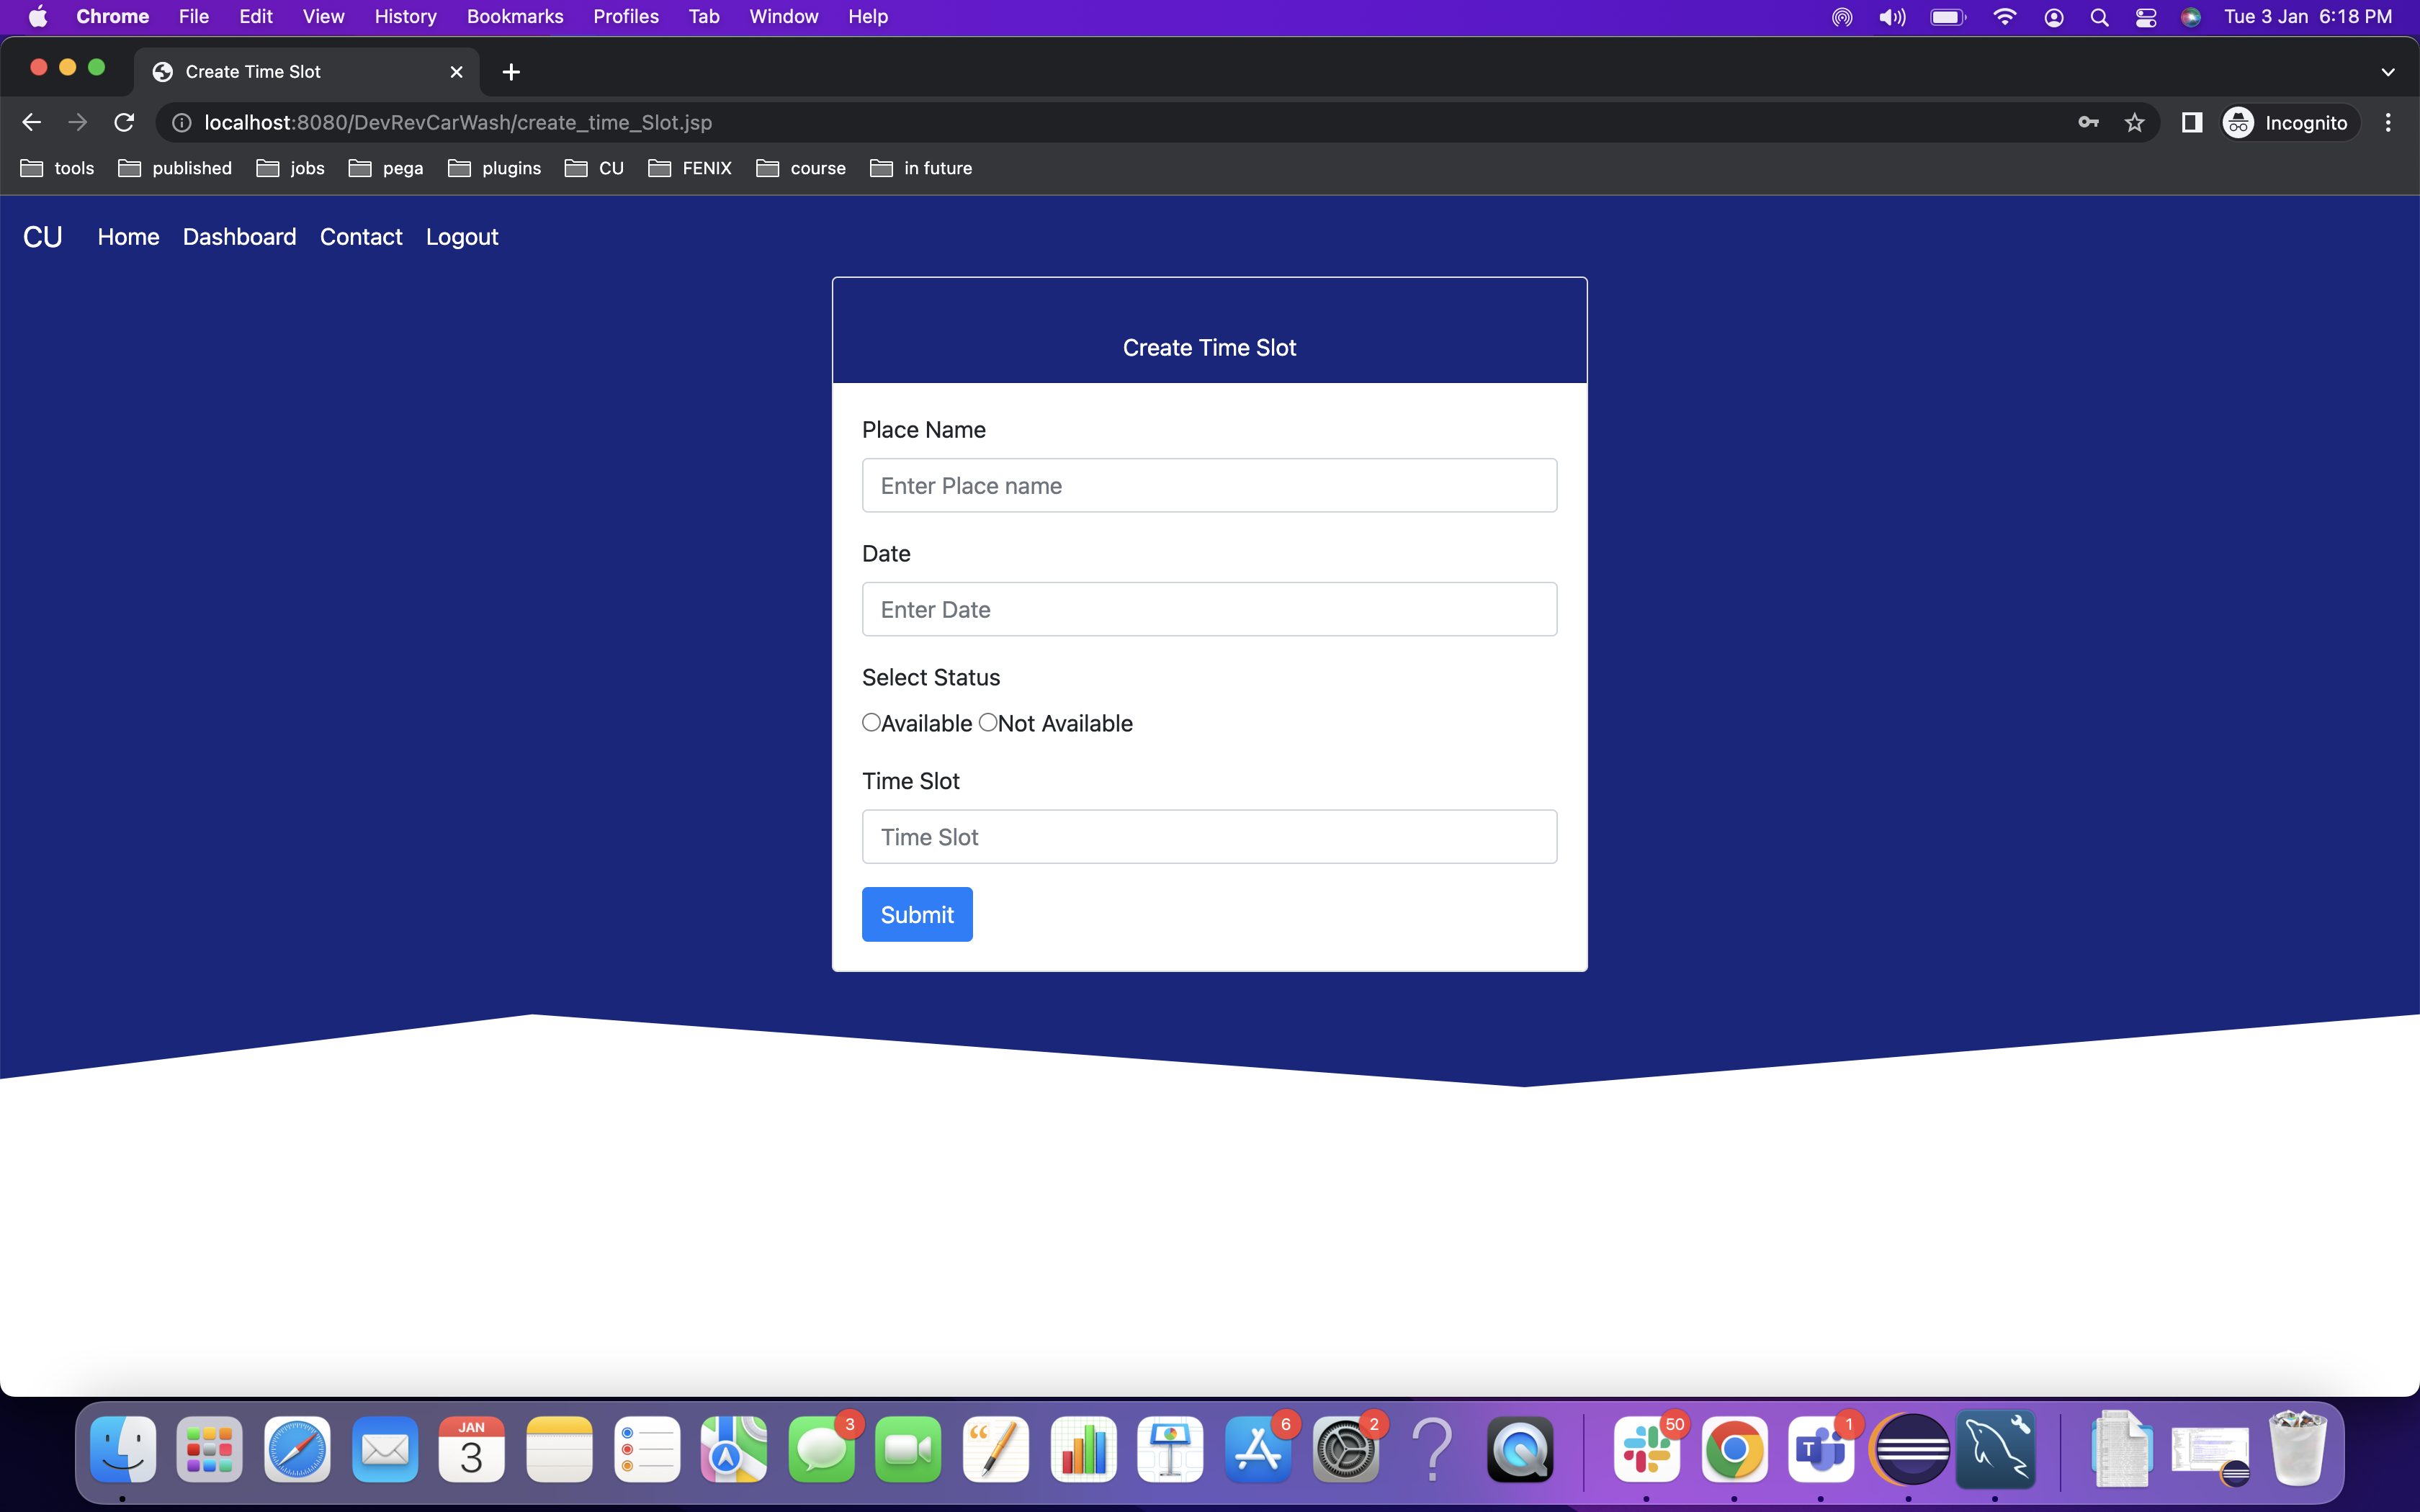 Chrome File Edit View History Bookmarks Profiles Tab Window Help Tue 3 Jan 6:18 PM
Create Time Slot
localhost:8080/DevRevCarWash/create_time_Slot.jsp Incognito
tools published jobs pega plugins CU FENIX course in future
CU Home Dashboard Contact Logout
Create Time Slot
Place Name
Enter Place name
Date
Enter Date
Select Status
Available Not Available
Time Slot
Time Slot
Submit
JAN 3 3 6 2 50 1 T